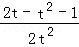 2t - t² - 1
2t²